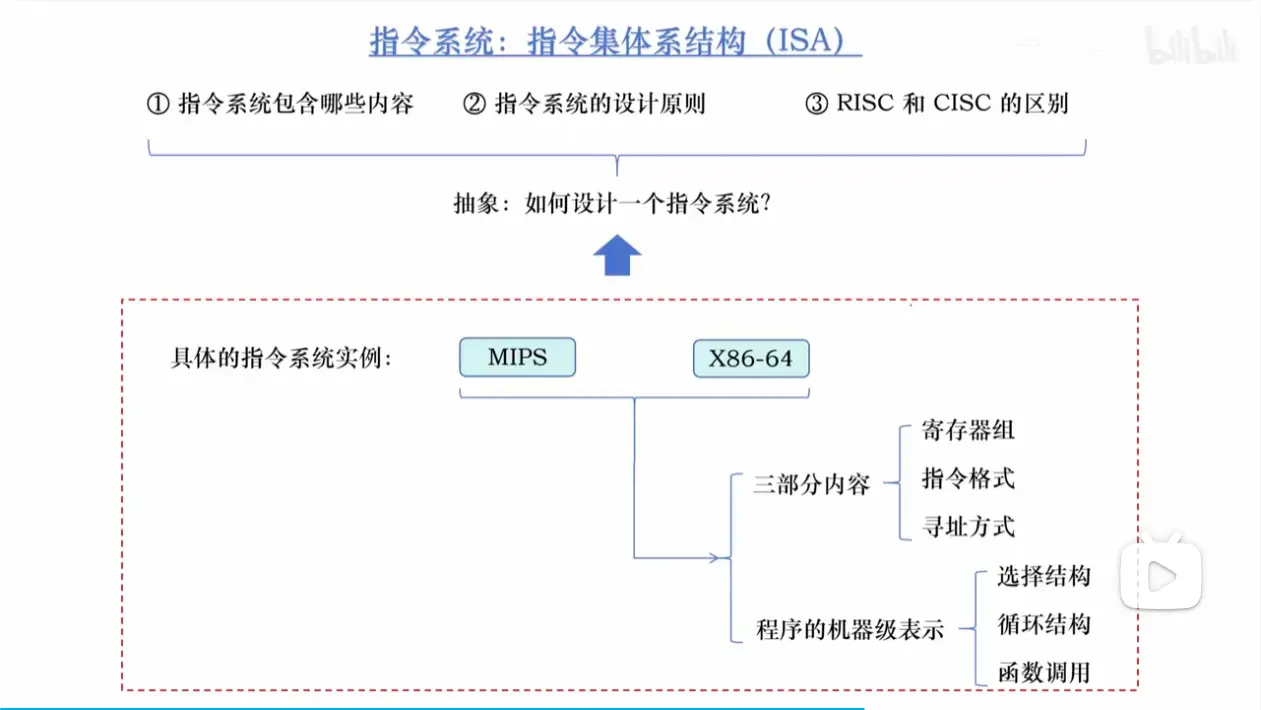 指令系统：指令集体系结构（ISA）
bilibili
① 指令系统包含哪些内容 ② 指令系统的设计原则 ③ RISC 和 CISC 的区别
抽象：如何设计一个指令系统？
具体的指令系统实例： MIPS X86-64
三部分内容
寄存器组
指令格式
寻址方式
程序的机器级表示
选择结构
循环结构
函数调用